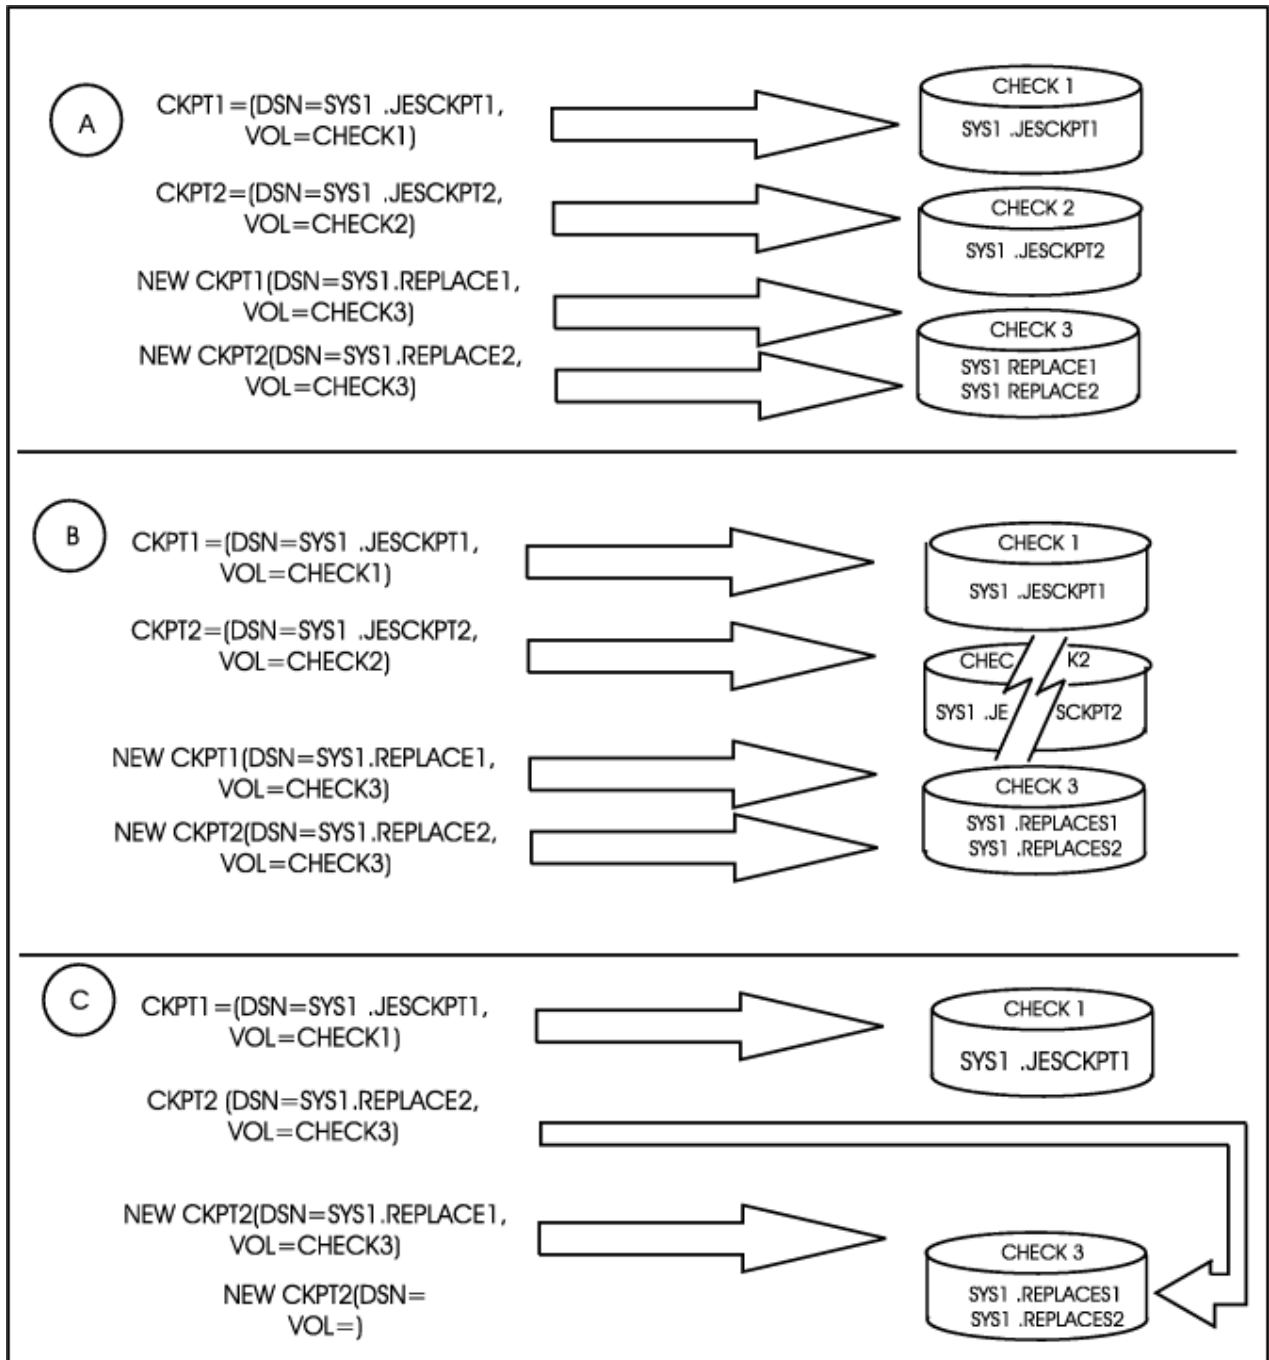 A
CKPT1=(DSN=SYS1 .JESCKPT1,
VOL=CHECK1)
CHECK 1
SYS1 .JESCKPT1
CKPT2=(DSN=SYS1 .JESCKPT2,
VOL=CHECK2)
CHECK 2
SYS1 .JESCKPT2
NEW CKPT1(DSN=SYS1.REPLACE1,
VOL=CHECK3)
NEW CKPT2(DSN=SYS1.REPLACE2,
VOL=CHECK3)
CHECK 3
SYS1 REPLACE1
SYS1 REPLACE2
B
CKPT1=(DSN=SYS1 .JESCKPT1,
VOL=CHECK1)
CHECK 1
SYS1 .JESCKPT1
CKPT2=(DSN=SYS1 .JESCKPT2,
VOL=CHECK2)
CHEC K2
SYS1 .JE SCKPT2
NEW CKPT1(DSN=SYS1.REPLACE1,
VOL=CHECK3)
NEW CKPT2(DSN=SYS1.REPLACE2,
VOL=CHECK3)
CHECK 3
SYS1 .REPLACES1
SYS1 .REPLACES2
C
CKPT1=(DSN=SYS1 .JESCKPT1,
VOL=CHECK1)
CHECK 1
SYS1 .JESCKPT1
CKPT2 (DSN=SYS1.REPLACE2,
VOL=CHECK3)
NEW CKPT2(DSN=SYS1.REPLACE1,
VOL=CHECK3)
NEW CKPT2(DSN=
VOL=)
CHECK 3
SYS1 .REPLACES1
SYS1 .REPLACES2